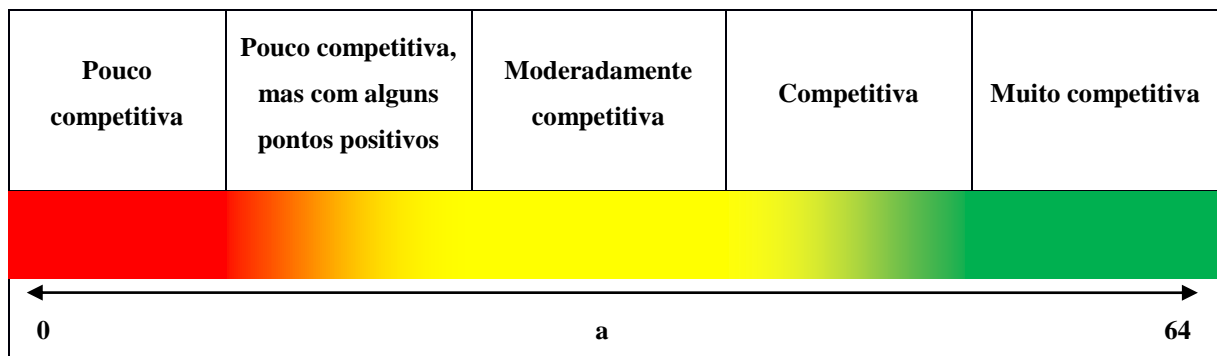 Pouco
competitiva
Pouco competitiva,
mas com alguns
pontos positivos
Moderadamente
competitiva
Competitiva
Muito competitiva
0 a 64